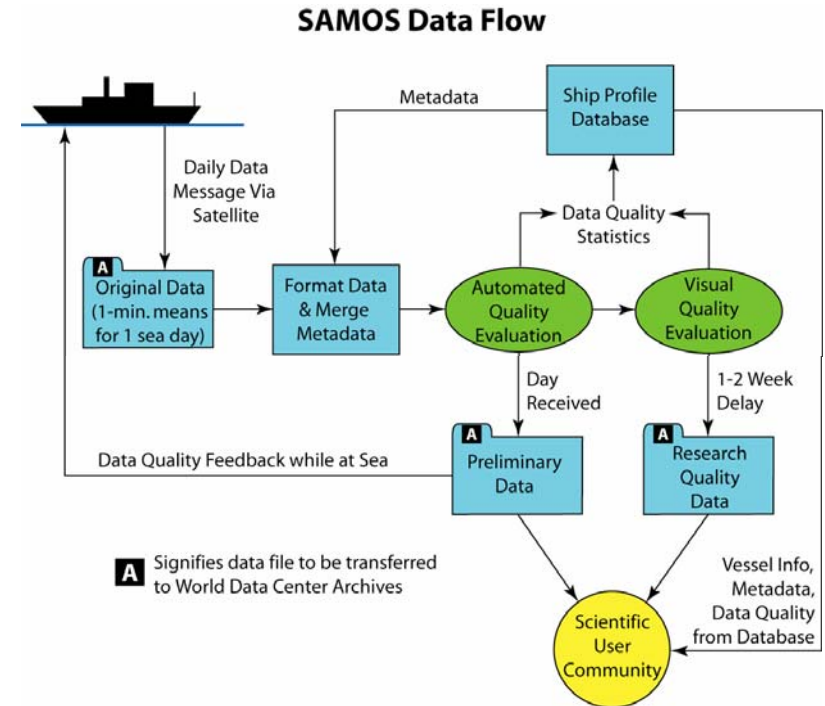 SAMOS Data Flow
Metadata
Ship Profile
Database
Daily Data
Message Via
Satellite
Data Quality
Statistics
A
Original Data
(1-min. means
for 1 sea day)
Format Data
& Merge
Metadata
Automated
Quality
Evaluation
Visual
Quality
Evaluation
Day
Received
1-2 Week
Delay
Data Quality Feedback while at Sea
A
Preliminary
Data
A
Research
Quality
Data
A
Signifies data file to be transferred
to World Data Center Archives
Vessel Info,
Metadata,
Data Quality
from Database
Scientific
User
Community